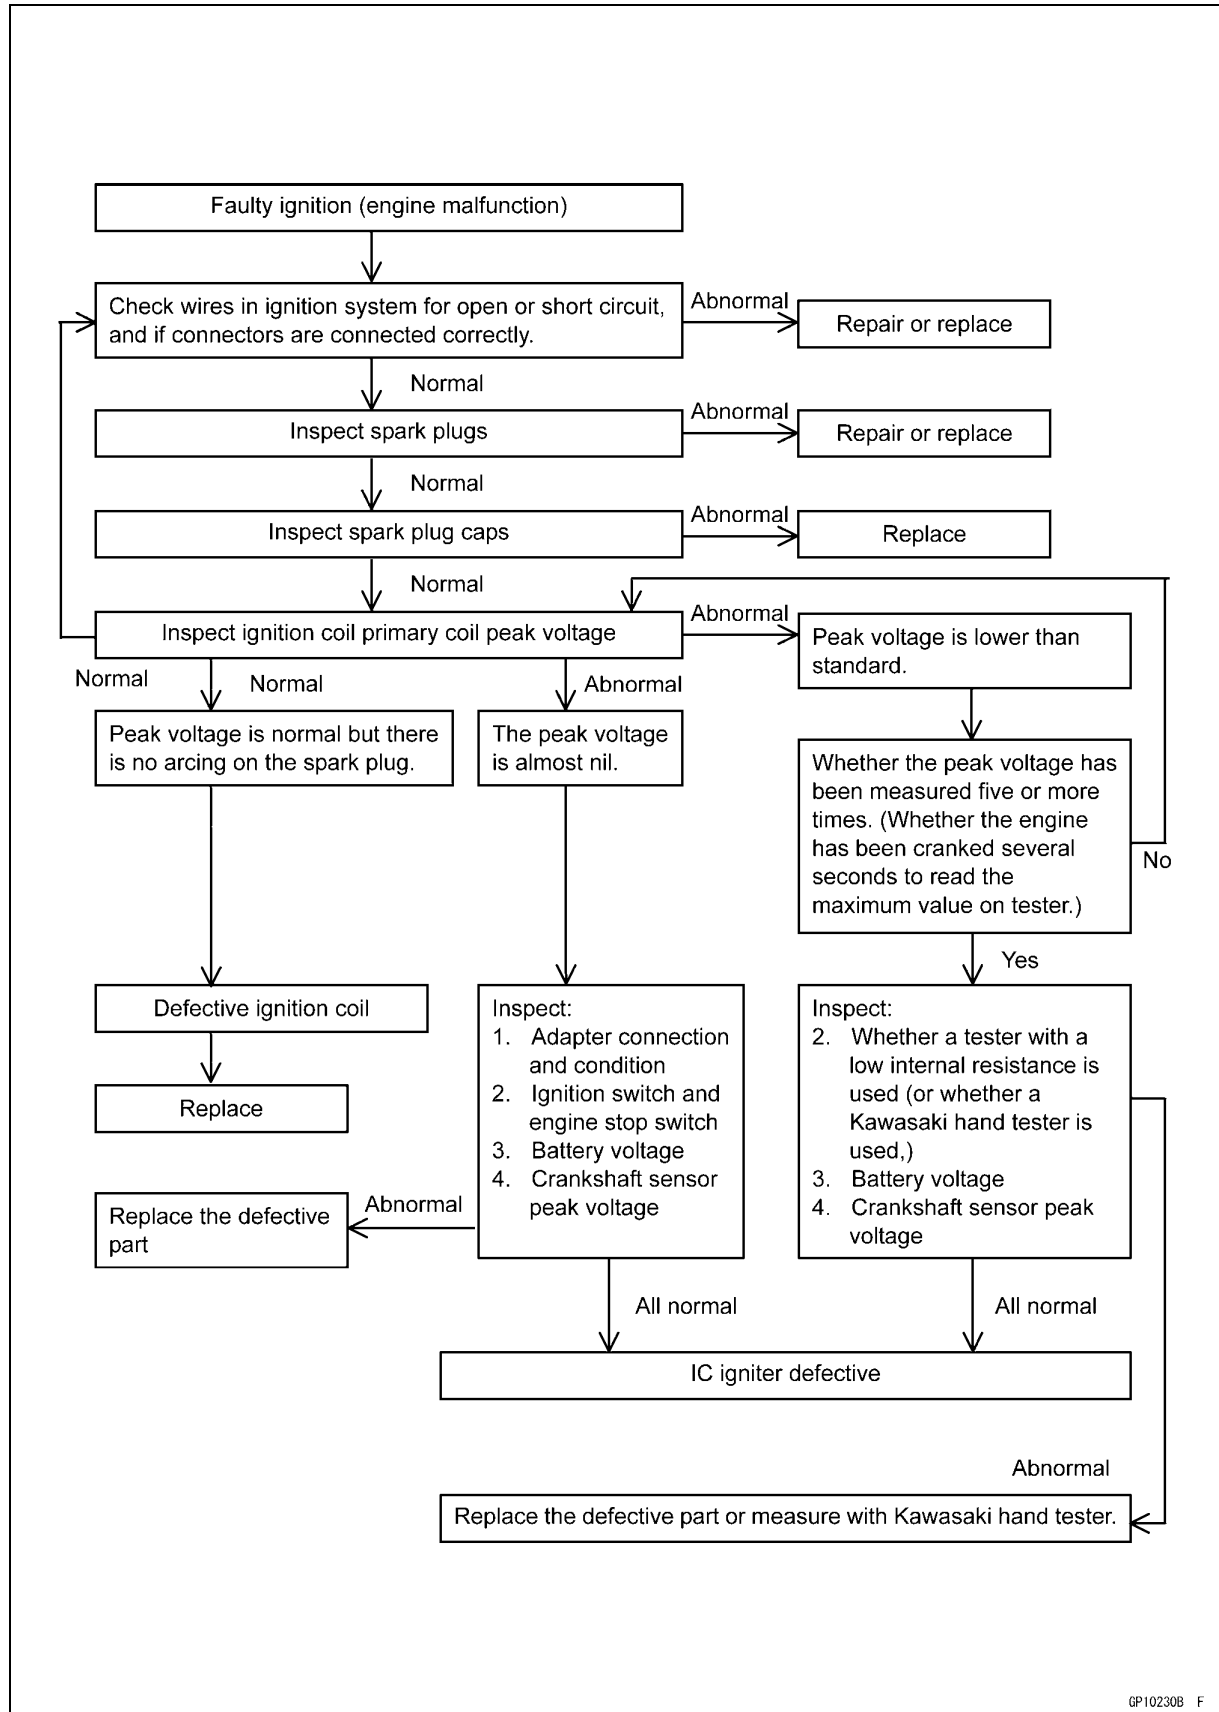 Faulty ignition (engine malfunction)
Check wires in ignition system for open or short circuit,
and if connectors are connected correctly.
Abnormal
Repair or replace
Normal
Inspect spark plugs
Abnormal
Repair or replace
Normal
Inspect spark plug caps
Abnormal
Replace
Normal
Inspect ignition coil primary coil peak voltage
Abnormal
Peak voltage is lower than
standard.
Normal
Normal
Abnormal
Peak voltage is normal but there
is no arcing on the spark plug.
The peak voltage
is almost nil.
Whether the peak voltage has
been measured five or more
times. (Whether the engine
has been cranked several
seconds to read the
maximum value on tester.)
No
Yes
Defective ignition coil
Replace
Inspect:
1. Adapter connection
and condition
2. Ignition switch and
engine stop switch
3. Battery voltage
4. Crankshaft sensor
peak voltage
Inspect:
2. Whether a tester with a
low internal resistance is
used (or whether a
Kawasaki hand tester is
used,)
3. Battery voltage
4. Crankshaft sensor peak
voltage
Abnormal
Replace the defective
part
All normal
All normal
IC igniter defective
Abnormal
Replace the defective part or measure with Kawasaki hand tester.
GP10230B F